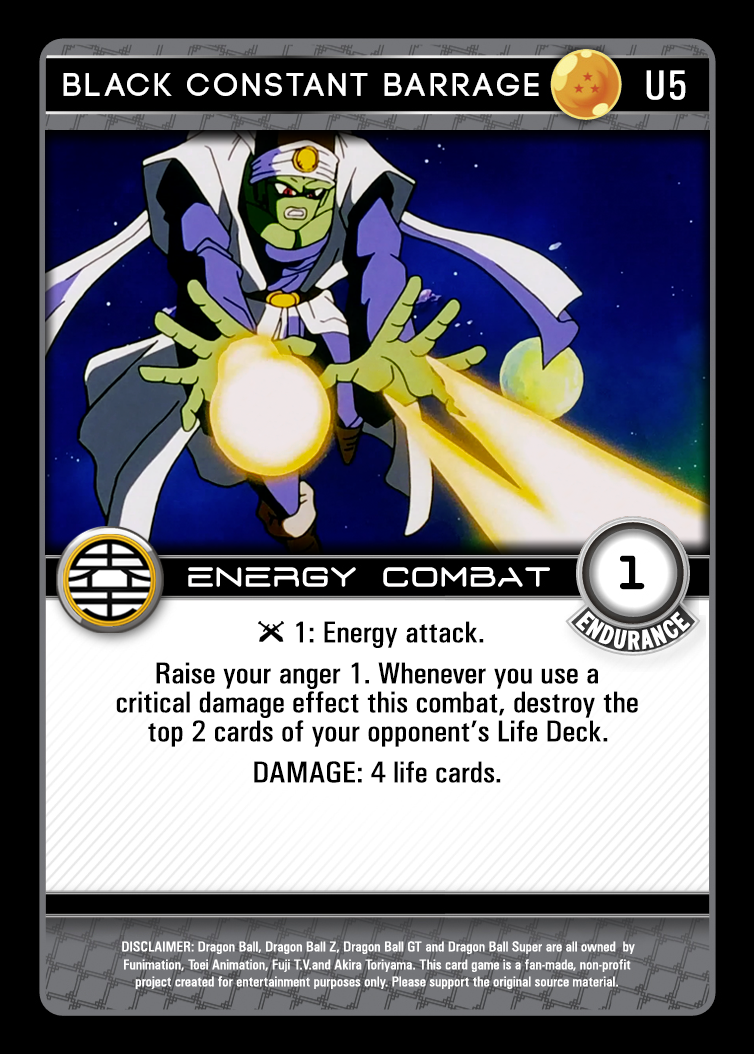 BLACK CONSTANT BARRAGE U5
ENERGY COMBAT
1
ENDURANCE
1: Energy attack.
Raise your anger 1. Whenever you use a
critical damage effect this combat, destroy the
top 2 cards of your opponent's Life Deck.
DAMAGE: 4 life cards.
DISCLAIMER: Dragon Ball, Dragon Ball Z, Dragon Ball GT and Dragon Ball Super are all owned by
Funimation, Toei Animation, Fuji T.V.and Akira Toriyama. This card game is a fan-made, non-profit
project created for entertainment purposes only. Please support the original source material.